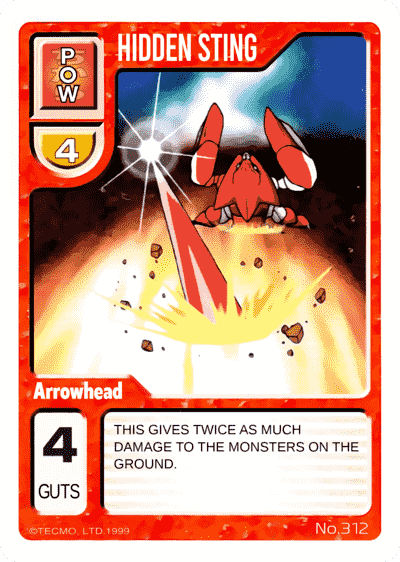 POW
HIDDEN STING
4
Arrowhead
4
GUTS
THIS GIVES TWICE AS MUCH
DAMAGE TO THE MONSTERS ON THE
GROUND.
©TECMO, LTD.1999
No.312